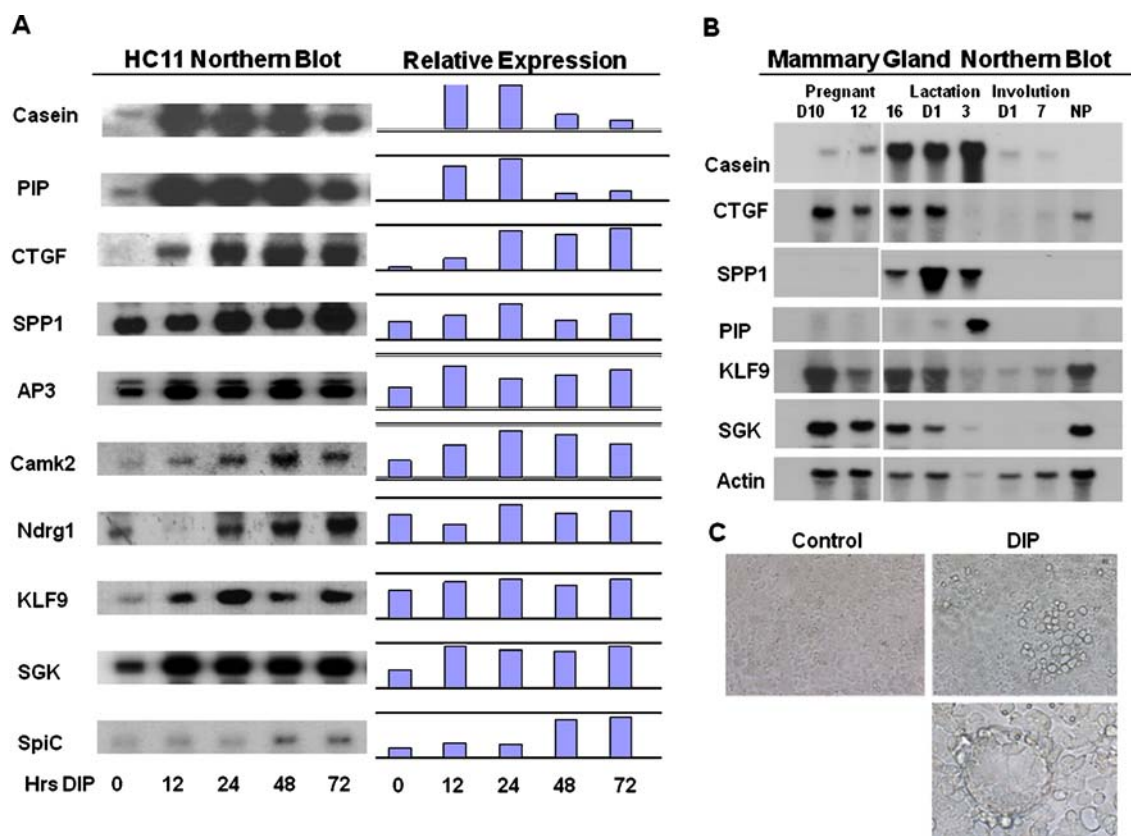 A
HC11 Northern Blot Relative Expression
Casein
PIP
CTGF
SPP1
AP3
Camk2
Ndrg1
KLF9
SGK
SpiC
Hrs DIP 0 12 24 48 72 0 12 24 48 72
B
Mammary Gland Northern Blot
Pregnant Lactation Involution
D10 12 16 D1 3 D1 7 NP
Casein
CTGF
SPP1
PIP
KLF9
SGK
Actin
C
Control DIP